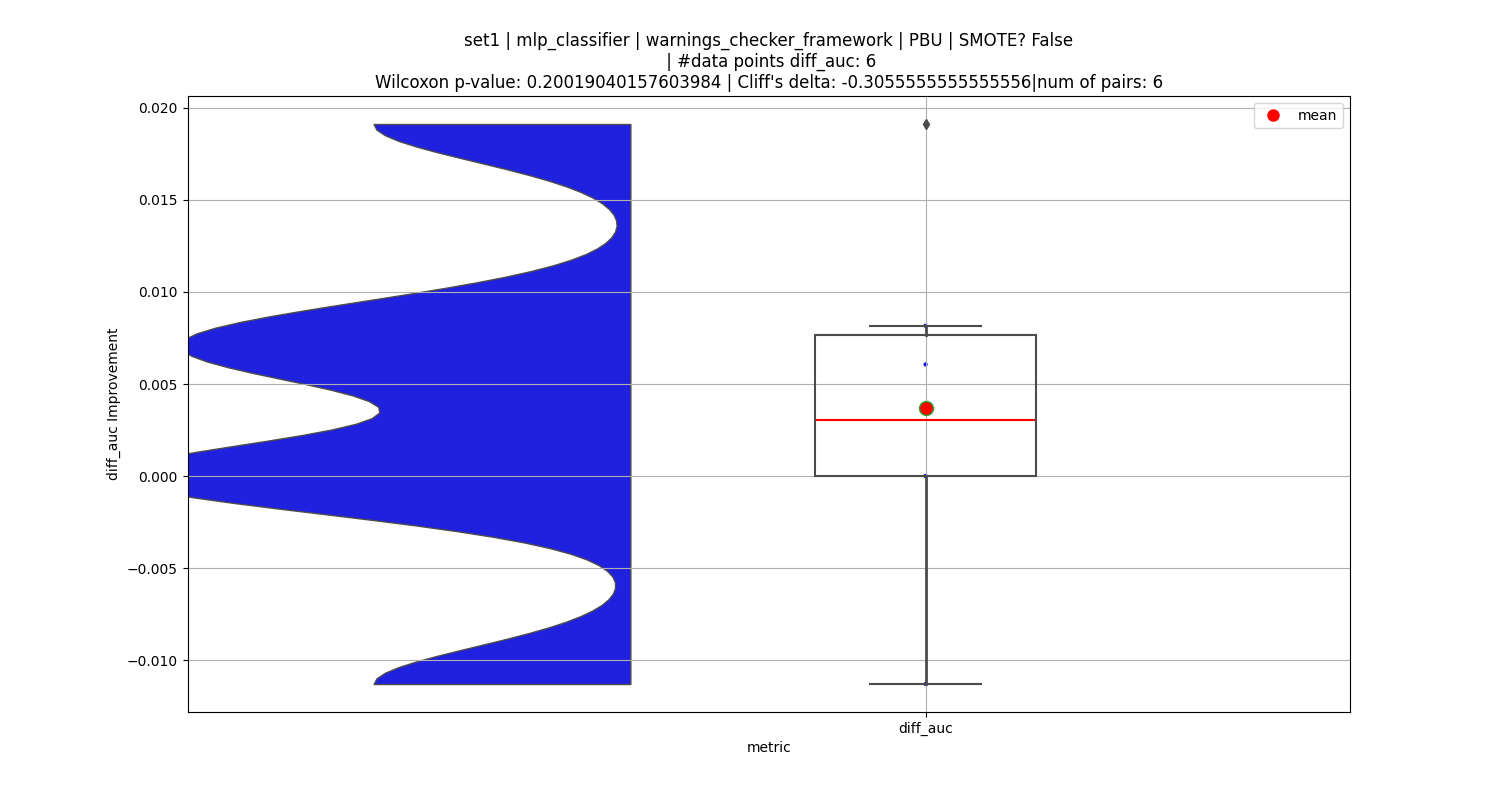 set1 | mlp_classifier | warnings_checker_framework | PBU | SMOTE? False
| #data points diff_auc: 6
Wilcoxon p-value: 0.20019040157603984 | Cliff's delta: -0.3055555555555556|num of pairs: 6
mean
0.020
0.015
0.010
0.005
0.000
−0.005
−0.010
diff_auc Improvement
diff_auc
metric